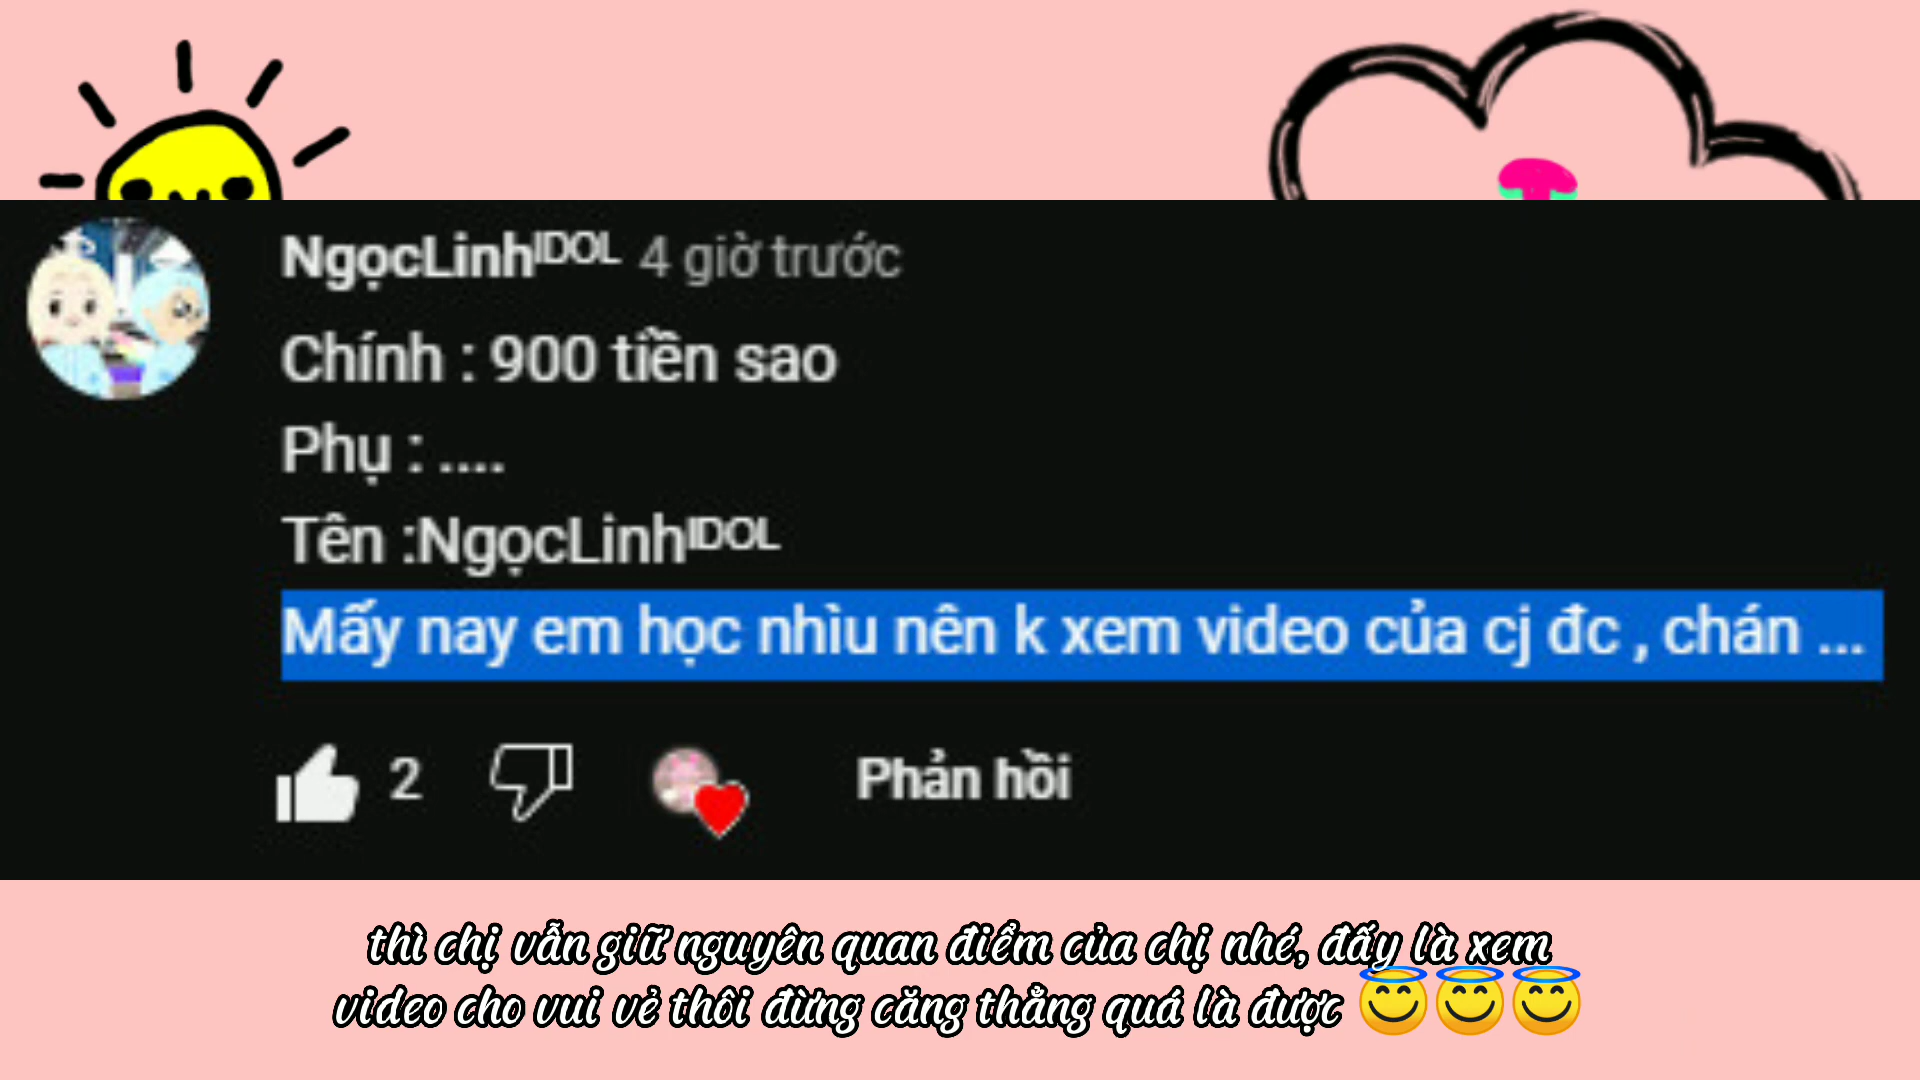 NgọcLinhᴵᴰᴼᴸ 4 giờ trước
Chính : 900 tiền sao
Phụ : ....
Tên :NgọcLinhᴵᴰᴼᴸ
Mấy nay em học nhìu nên k xem video của cj đc , chán ...
2 Phản hồi
thì chị vẫn giữ nguyên quan điểm của chị nhé, đấy là xem
video cho vui vẻ thôi đừng căng thẳng quá là được 😇😇😇